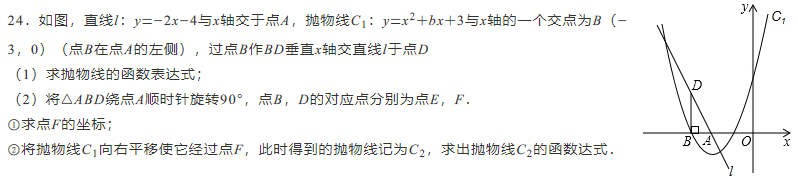 24．如图，直线l：y=−2x−4与x轴交于点A，抛物线C₁：y=x²+bx+3与x轴的一个交点为B（−
3，0）（点B在点A的左侧），过点B作BD垂直x轴交直线l于点D
（1）求抛物线的函数表达式；
（2）将△ABD绕点A顺时针旋转90°，点B，D的对应点分别为点E，F．
①求点F的坐标；
②将抛物线C₁向右平移使它经过点F，此时得到的抛物线记为C₂，求出抛物线C₂的函数表达式．
y
C₁
D
B
A
O
x
l